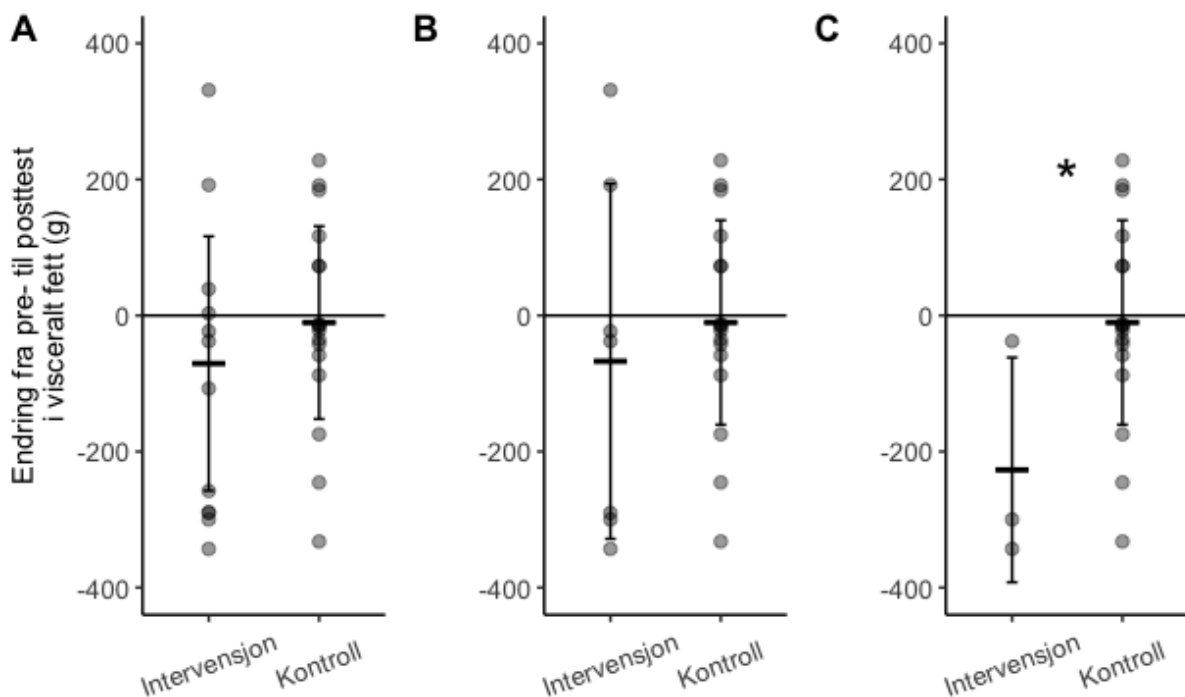 A
B
C
Endring fra pre- til posttest
i visceralt fett (g)
400
200
0
-200
-400
Intervensjon
Kontroll
400
200
0
-200
-400
Intervensjon
Kontroll
400
200
0
-200
-400
*
Intervensjon
Kontroll